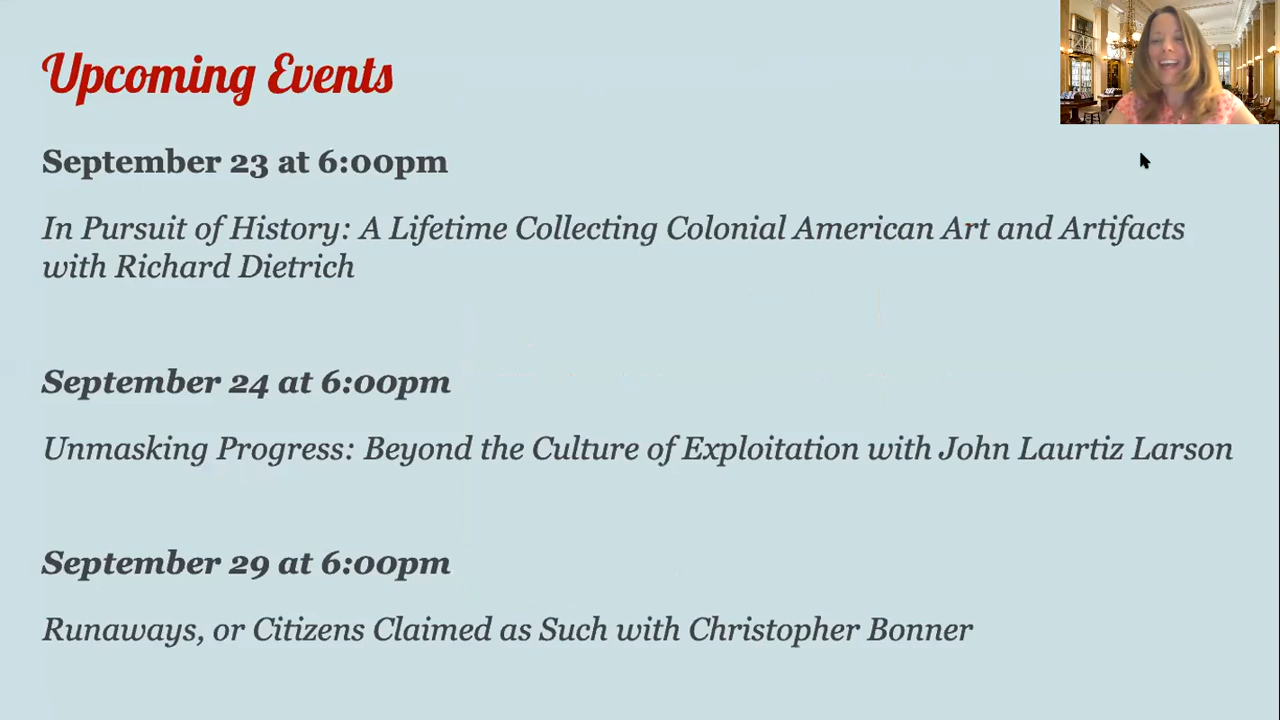 Upcoming Events
September 23 at 6:00pm
In Pursuit of History: A Lifetime Collecting Colonial American Art and Artifacts
with Richard Dietrich
September 24 at 6:00pm
Unmasking Progress: Beyond the Culture of Exploitation with John Laurtiz Larson
September 29 at 6:00pm
Runaways, or Citizens Claimed as Such with Christopher Bonner